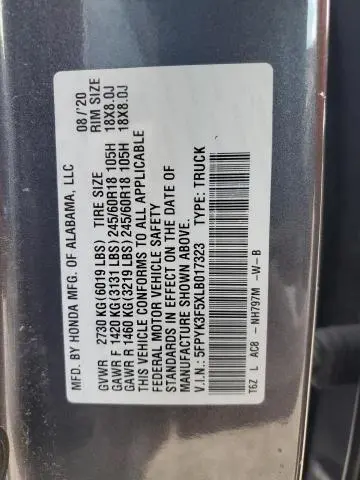 MFD. BY HONDA MFG. OF ALABAMA, LLC 08/'20
GVWR 2730 KG(6019 LBS) TIRE SIZE RIM SIZE
GAWR F 1420 KG(3131 LBS) 245/60R18 105H 18X8.0J
GAWR R 1460 KG(3219 LBS) 245/60R18 105H 18X8.0J
THIS VEHICLE CONFORMS TO ALL APPLICABLE
FEDERAL MOTOR VEHICLE SAFETY
STANDARDS IN EFFECT ON THE DATE OF
MANUFACTURE SHOWN ABOVE.
V.I.N.: 5FPYK3F5XLB017323 TYPE: TRUCK
T6Z L AC8 - NH797M -W-B